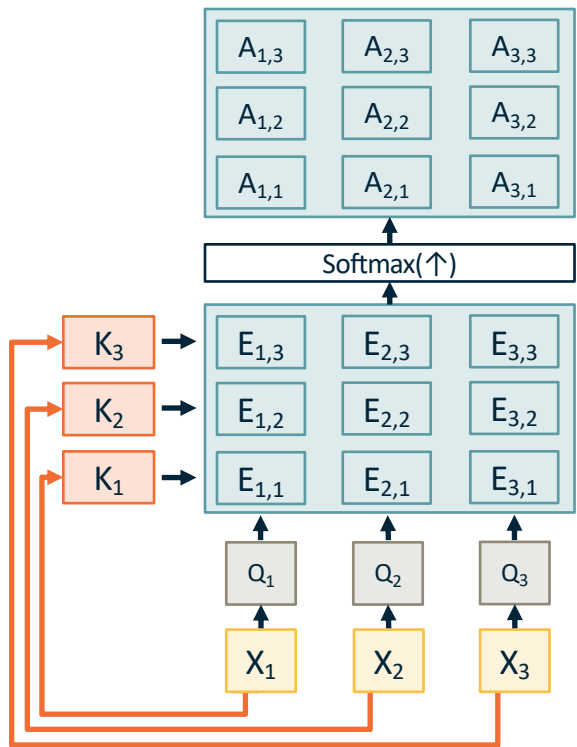 A1,3 A2,3 A3,3
A1,2 A2,2 A3,2
A1,1 A2,1 A3,1
Softmax(↑)
K3 E1,3 E2,3 E3,3
K2 E1,2 E2,2 E3,2
K1 E1,1 E2,1 E3,1
Q1 Q2 Q3
X1 X2 X3